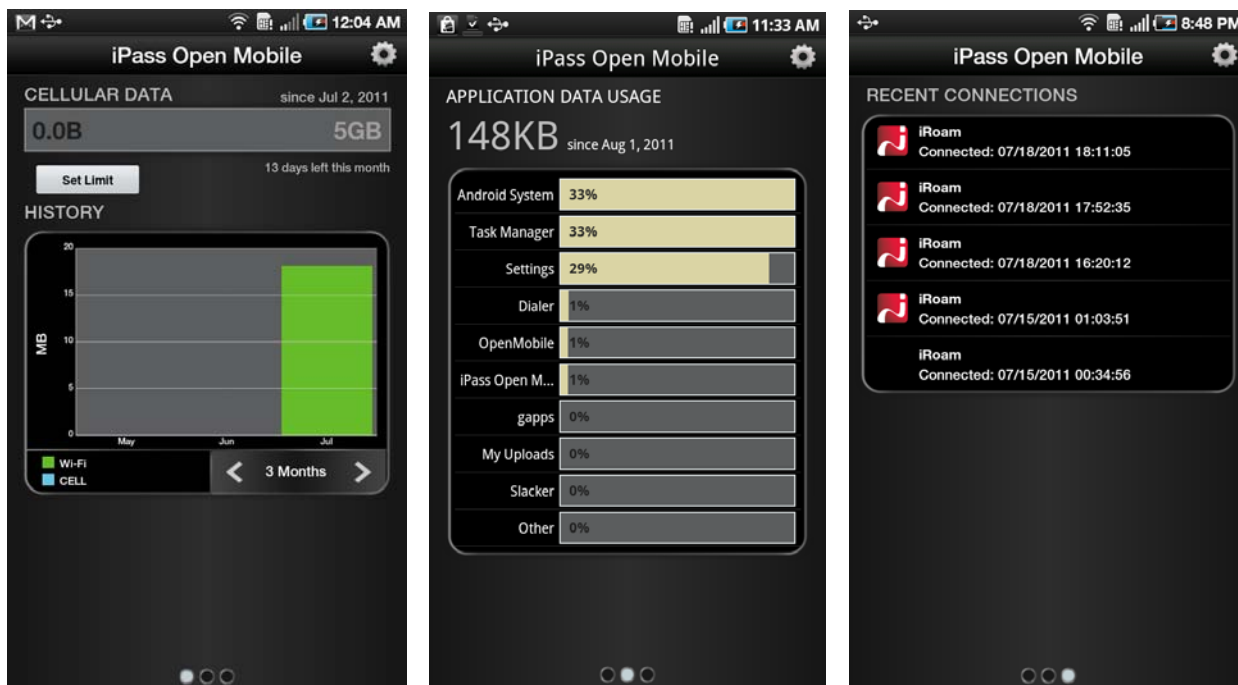 12:04 AM
iPass Open Mobile
CELLULAR DATA since Jul 2, 2011
0.0B 5GB
Set Limit 13 days left this month
HISTORY
20
15
MB
10
5
0
May Jun Jul
Wi-Fi
CELL
3 Months
11:33 AM
iPass Open Mobile
APPLICATION DATA USAGE
148KB since Aug 1, 2011
Android System 33%
Task Manager 33%
Settings 29%
Dialer 1%
OpenMobile 1%
iPass Open M... 1%
gapps 0%
My Uploads 0%
Slacker 0%
Other 0%
8:48 PM
iPass Open Mobile
RECENT CONNECTIONS
iRoam
Connected: 07/18/2011 18:11:05
iRoam
Connected: 07/18/2011 17:52:35
iRoam
Connected: 07/18/2011 16:20:12
iRoam
Connected: 07/15/2011 01:03:51
iRoam
Connected: 07/15/2011 00:34:56